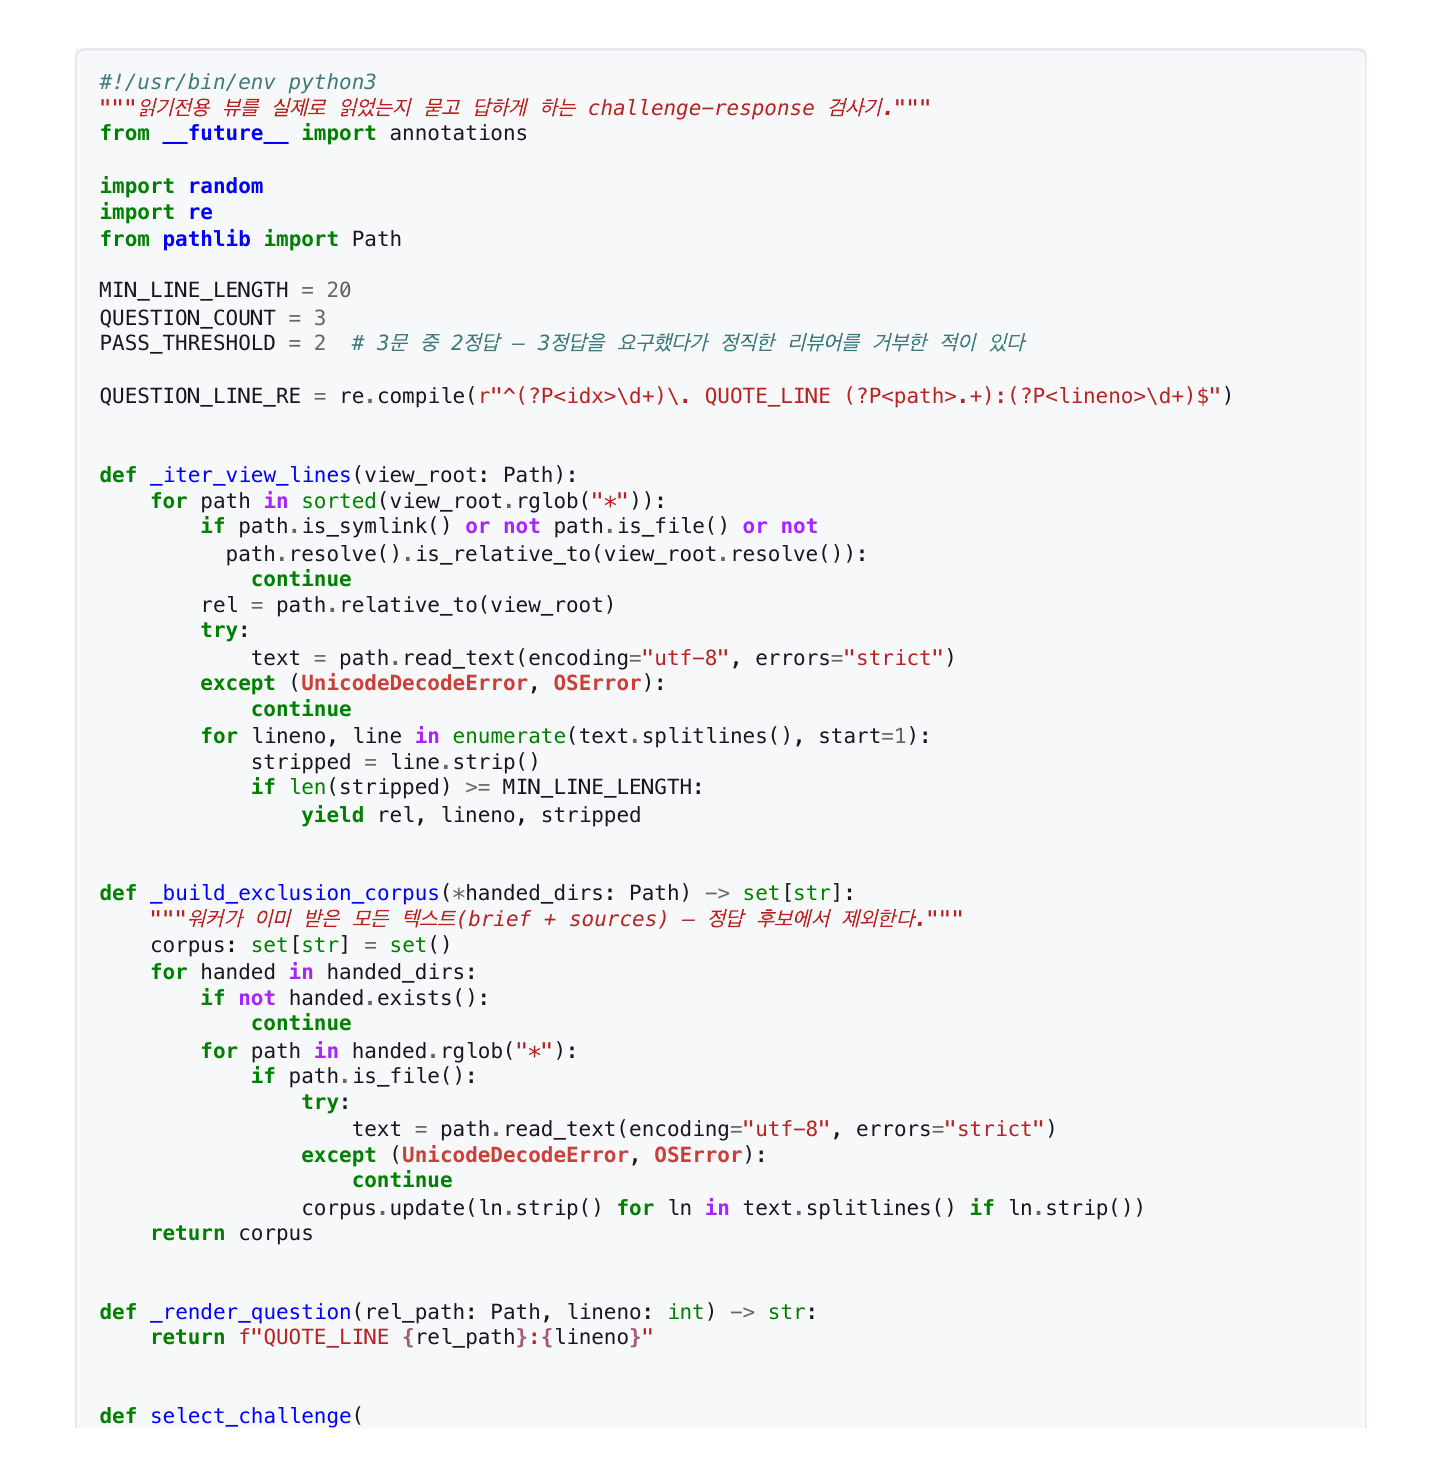 #!/usr/bin/env python3
"""읽기전용 뷰를 실제로 읽었는지 묻고 답하게 하는 challenge-response 검사기."""
from __future__ import annotations

import random
import re
from pathlib import Path

MIN_LINE_LENGTH = 20
QUESTION_COUNT = 3
PASS_THRESHOLD = 2  # 3문 중 2정답 — 3정답을 요구했다가 정직한 리뷰어를 거부한 적이 있다

QUESTION_LINE_RE = re.compile(r"^(?P<idx>\d+)\. QUOTE_LINE (?P<path>.+):(?P<lineno>\d+)$")


def _iter_view_lines(view_root: Path):
    for path in sorted(view_root.rglob("*")):
        if path.is_symlink() or not path.is_file() or not
          path.resolve().is_relative_to(view_root.resolve()):
            continue
        rel = path.relative_to(view_root)
        try:
            text = path.read_text(encoding="utf-8", errors="strict")
        except (UnicodeDecodeError, OSError):
            continue
        for lineno, line in enumerate(text.splitlines(), start=1):
            stripped = line.strip()
            if len(stripped) >= MIN_LINE_LENGTH:
                yield rel, lineno, stripped


def _build_exclusion_corpus(*handed_dirs: Path) -> set[str]:
    """워커가 이미 받은 모든 텍스트(brief + sources) — 정답 후보에서 제외한다."""
    corpus: set[str] = set()
    for handed in handed_dirs:
        if not handed.exists():
            continue
        for path in handed.rglob("*"):
            if path.is_file():
                try:
                    text = path.read_text(encoding="utf-8", errors="strict")
                except (UnicodeDecodeError, OSError):
                    continue
                corpus.update(ln.strip() for ln in text.splitlines() if ln.strip())
    return corpus


def _render_question(rel_path: Path, lineno: int) -> str:
    return f"QUOTE_LINE {rel_path}:{lineno}"


def select_challenge(